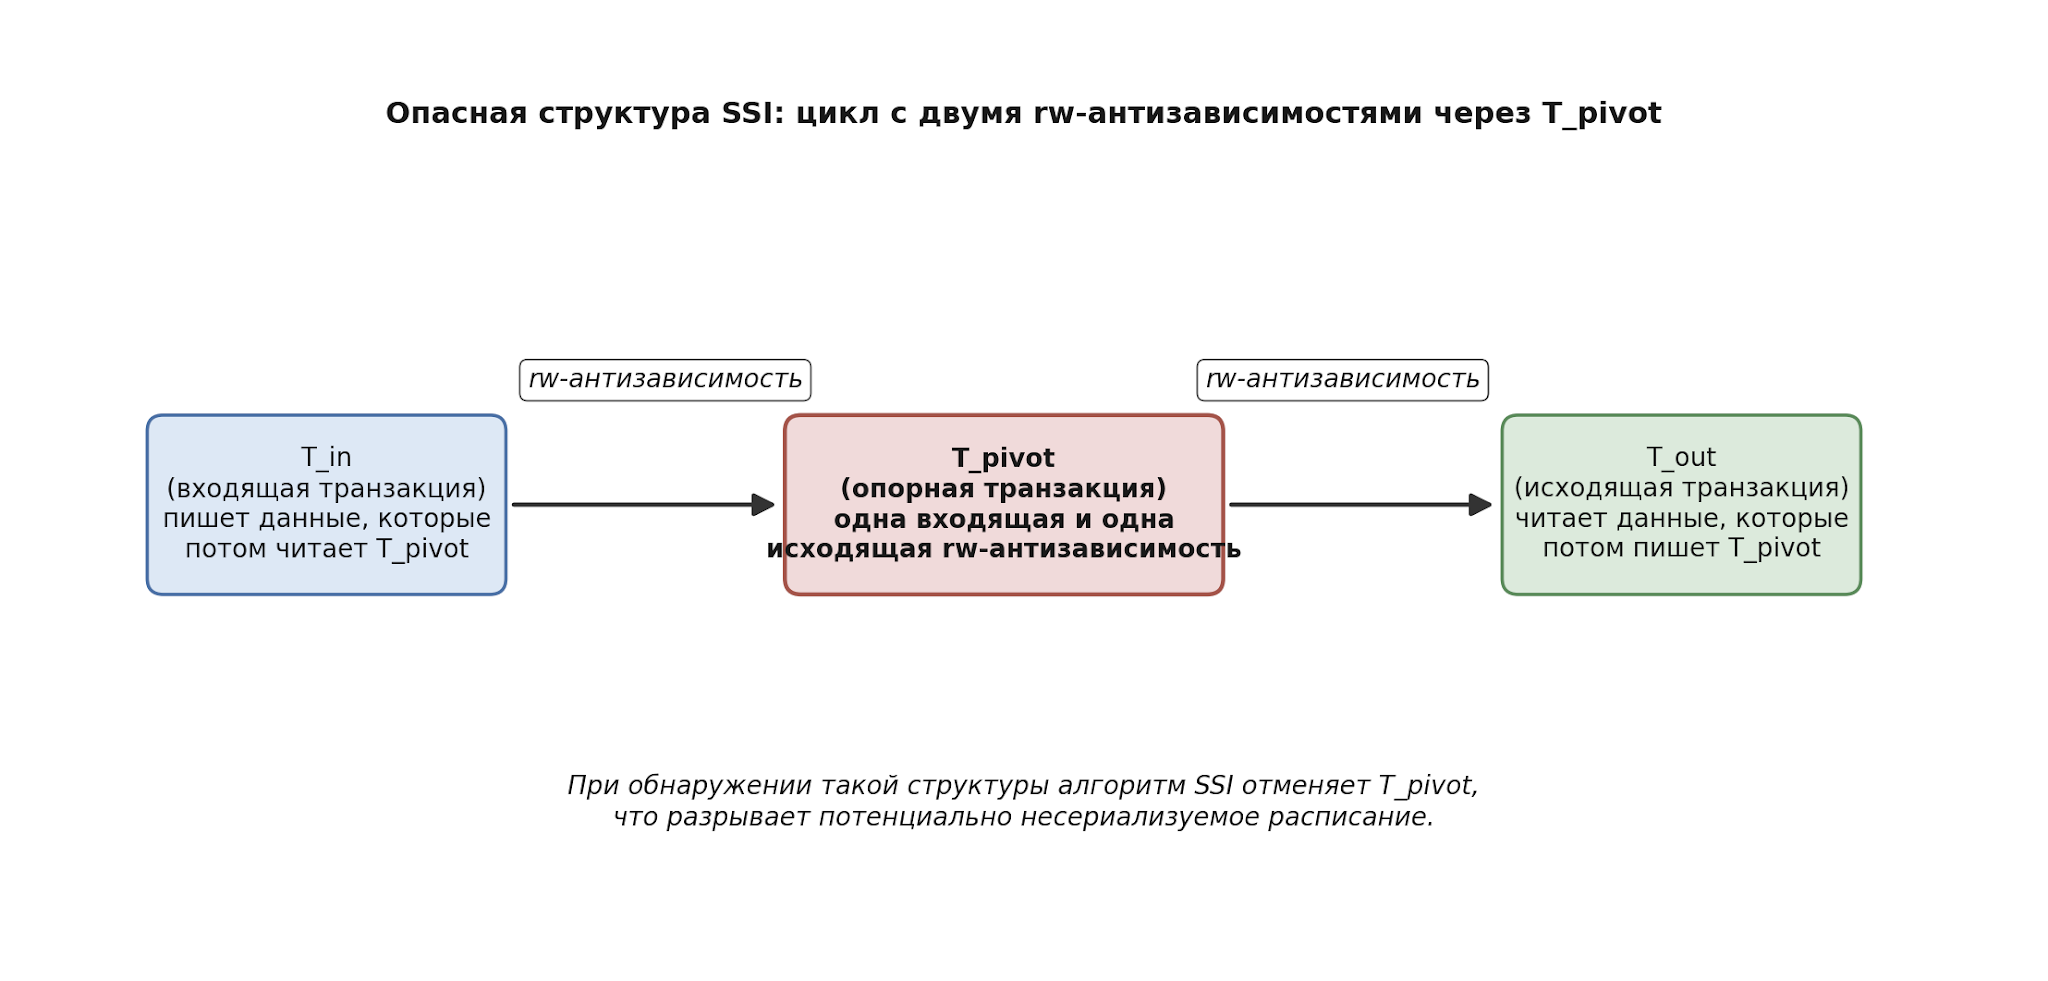 Опасная структура SSI: цикл с двумя rw-антизависимостями через T_pivot
rw-антизависимость
rw-антизависимость
T_in
(входящая транзакция)
пишет данные, которые
потом читает T_pivot
T_pivot
(опорная транзакция)
одна входящая и одна
исходящая rw-антизависимость
T_out
(исходящая транзакция)
читает данные, которые
потом пишет T_pivot
При обнаружении такой структуры алгоритм SSI отменяет T_pivot,
что разрывает потенциально несериализуемое расписание.